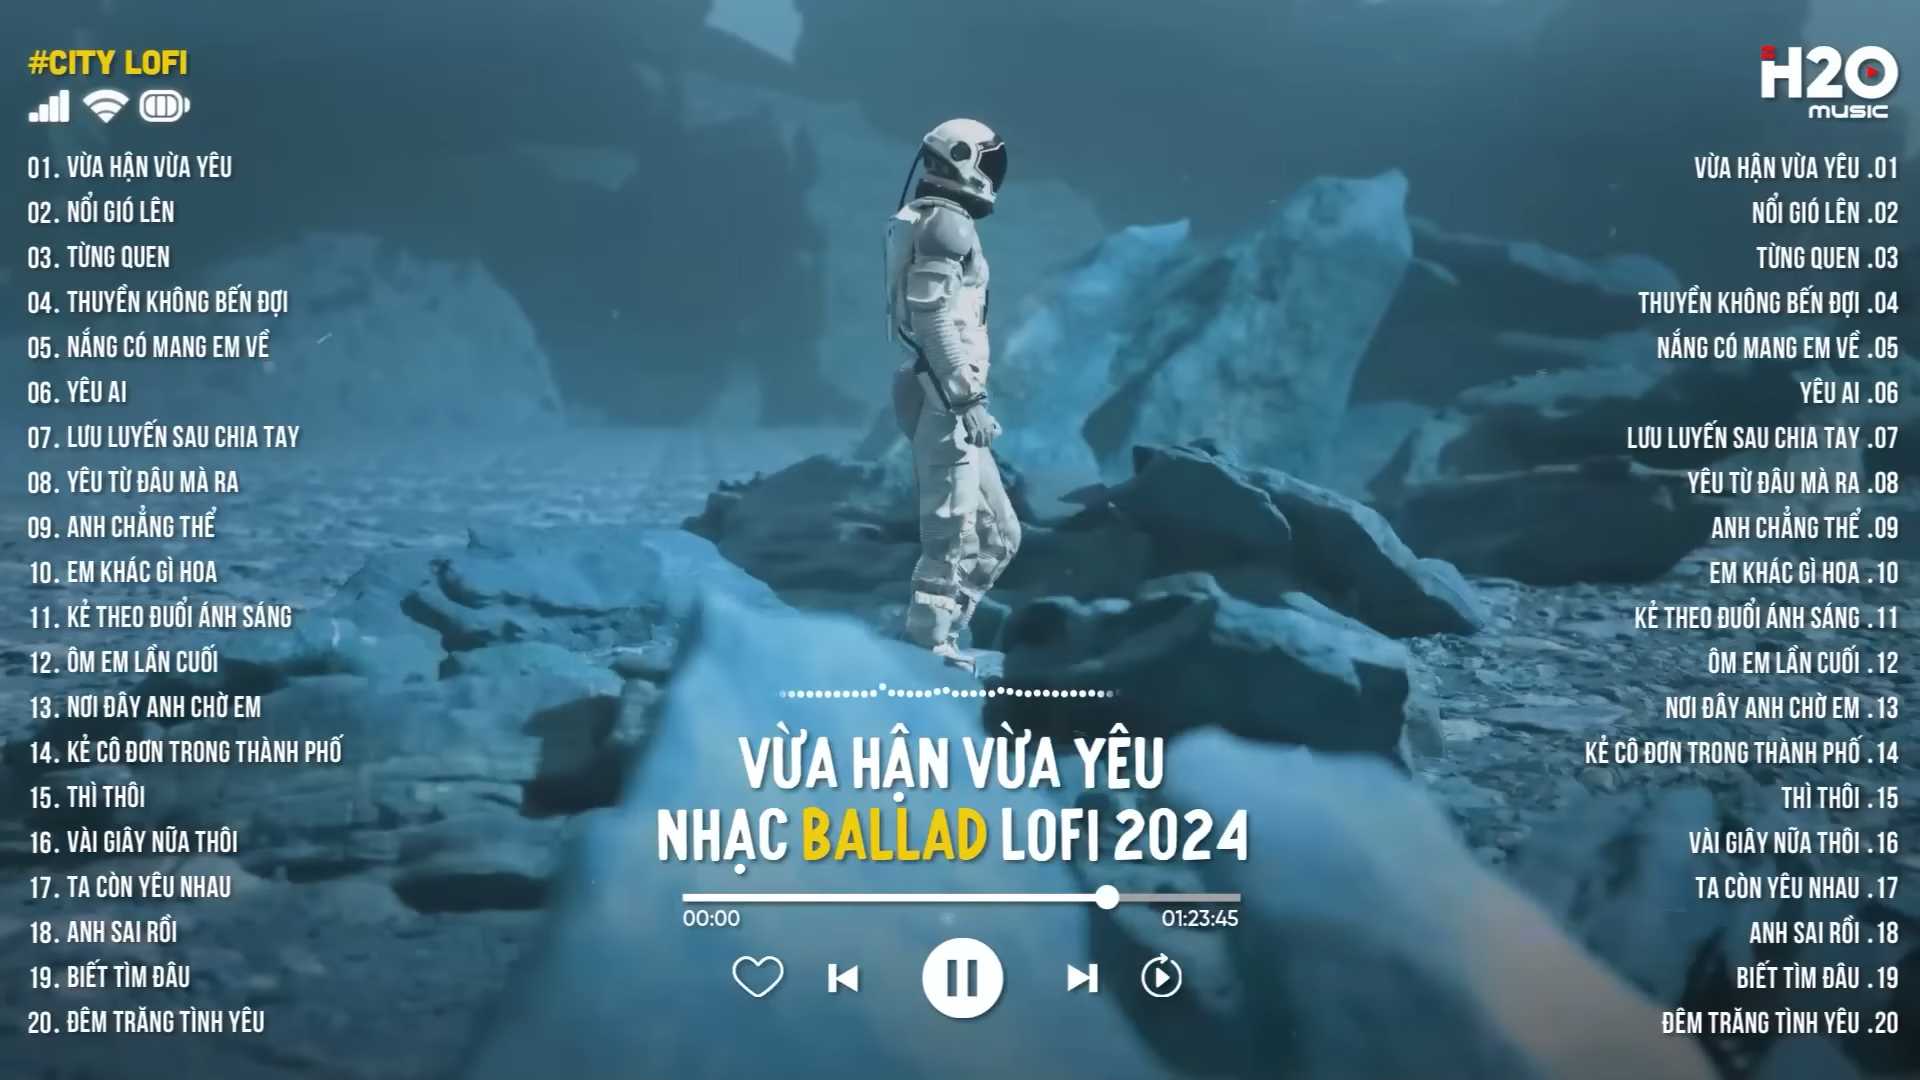 #CITY LOFI
01. VỪA HẬN VỪA YÊU
02. NỔI GIÓ LÊN
03. TỪNG QUEN
04. THUYỀN KHÔNG BẾN ĐỢI
05. NẮNG CÓ MANG EM VỀ
06. YÊU AI
07. LƯU LUYẾN SAU CHIA TAY
08. YÊU TỪ ĐÂU MÀ RA
09. ANH CHẲNG THỂ
10. EM KHÁC GÌ HOA
11. KẺ THEO ĐUỔI ÁNH SÁNG
12. ÔM EM LẦN CUỐI
13. NƠI ĐÂY ANH CHỜ EM
14. KẺ CÔ ĐƠN TRONG THÀNH PHỐ
15. THÌ THÔI
16. VÀI GIÂY NỮA THÔI
17. TA CÒN YÊU NHAU
18. ANH SAI RỒI
19. BIẾT TÌM ĐÂU
20. ĐÊM TRĂNG TÌNH YÊU
VỪA HẬN VỪA YÊU
NHẠC BALLAD LOFI 2024
00:00 01:23:45
H2O
MUSIC
VỪA HẬN VỪA YÊU .01
NỔI GIÓ LÊN .02
TỪNG QUEN .03
THUYỀN KHÔNG BẾN ĐỢI .04
NẮNG CÓ MANG EM VỀ .05
YÊU AI .06
LƯU LUYẾN SAU CHIA TAY .07
YÊU TỪ ĐÂU MÀ RA .08
ANH CHẲNG THỂ .09
EM KHÁC GÌ HOA .10
KẺ THEO ĐUỔI ÁNH SÁNG .11
ÔM EM LẦN CUỐI .12
NƠI ĐÂY ANH CHỜ EM .13
KẺ CÔ ĐƠN TRONG THÀNH PHỐ .14
THÌ THÔI .15
VÀI GIÂY NỮA THÔI .16
TA CÒN YÊU NHAU .17
ANH SAI RỒI .18
BIẾT TÌM ĐÂU .19
ĐÊM TRĂNG TÌNH YÊU .20